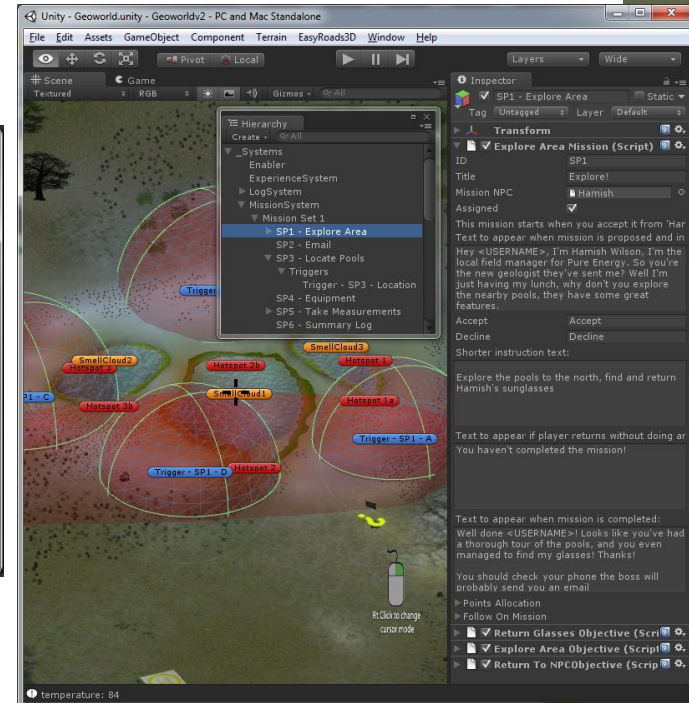 Unity - Geoworld.unity - Geoworldv2 - PC and Mac Standalone
File Edit Assets GameObject Component Terrain EasyRoads3D Window Help
Pivot Local Layers Wide
Scene Game
Textured RGB Gizmos All
Hierarchy
Create All
_Systems
Enabler
ExperienceSystem
LogSystem
MissionSystem
Mission Set 1
SP1 - Explore Area
SP2 - Email
SP3 - Locate Pools
Triggers
Trigger - SP3 - Location
SP4 - Equipment
SP5 - Take Measurements
SP6 - Summary Log
Trigger
SmellCloud3
SmellCloud2
Hotspot 3
Hotspot 2b
Hotspot 1
P1 - C
Hotspot 3b
SmellCloud1
Hotspot 1a
Trigger - SP1 - A
Trigger - SP1 - D
Hotspot 2
Rt Click to change
cursor mode
temperature: 84
Inspector
SP1 - Explore Area Static
Tag Untagged Layer Default
Transform
Explore Area Mission (Script)
ID SP1
Title Explore!
Mission NPC Hamish
Assigned
This mission starts when you accept it from 'Har
Text to appear when mission is proposed and in
Hey <USERNAME>, I'm Hamish Wilson, I'm the
local field manager for Pure Energy. So you're
the new geologist they've sent me? Well I'm
just having my lunch, why don't you explore
the nearby pools, they have some great
features.
Accept Accept
Decline Decline
Shorter instruction text:
Explore the pools to the north, find and return
Hamish's sunglasses
Text to appear if player returns without doing ar
You haven't completed the mission!
Text to appear when mission is completed:
Well done <USERNAME>! Looks like you've had
a thorough tour of the pools, and you even
managed to find my glasses! Thanks!
You should check your phone the boss will
probably send you an
email
Points Allocation
Follow On Mission
Return Glasses Objective (Scri
Explore Area Objective (Script
Return To NPCObjective (Scrip